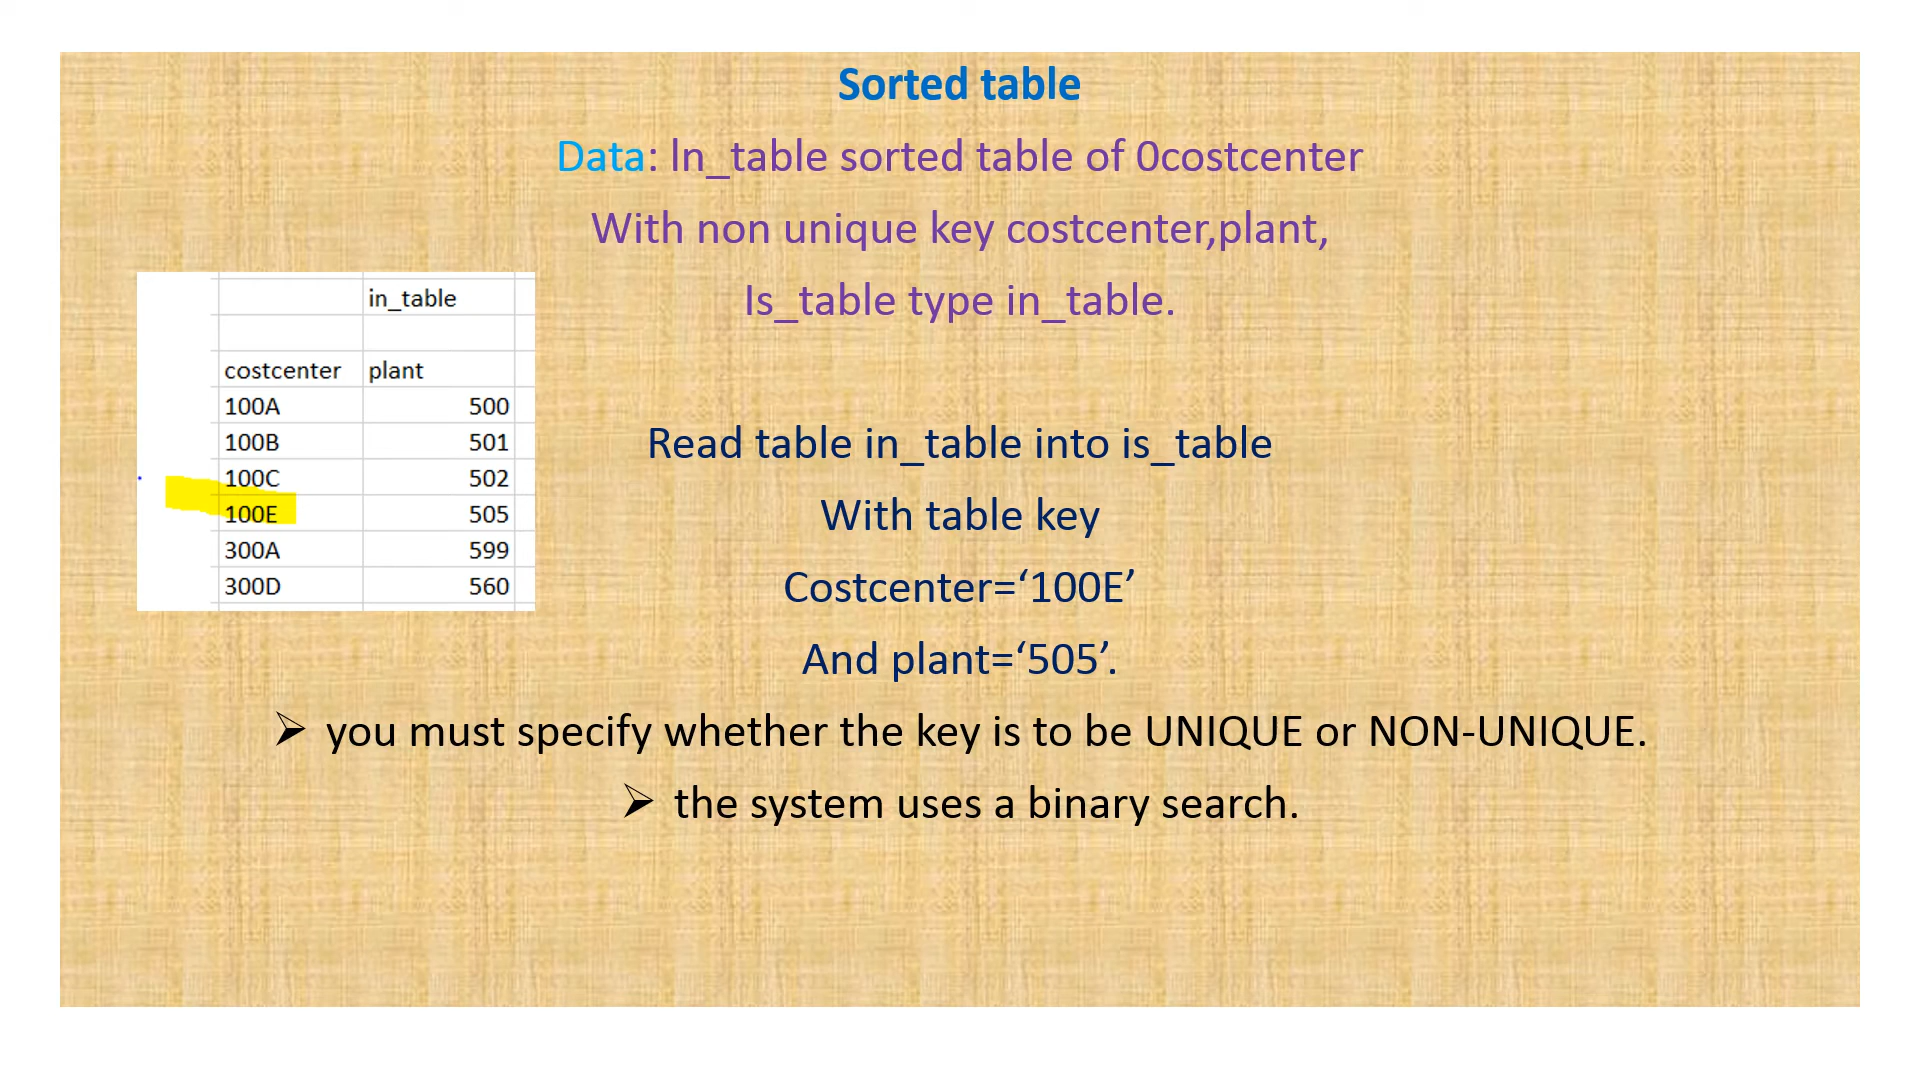 Sorted table
Data: In_table sorted table of 0costcenter
With non unique key costcenter,plant,
Is_table type in_table.
in_table
costcenter plant
100A 500
100B 501
100C 502
100E 505
300A 599
300D 560
Read table in_table into is_table
With table key
Costcenter=‘100E’
And plant=‘505’.
➢ you must specify whether the key is to be UNIQUE or NON-UNIQUE.
➢ the system uses a binary search.